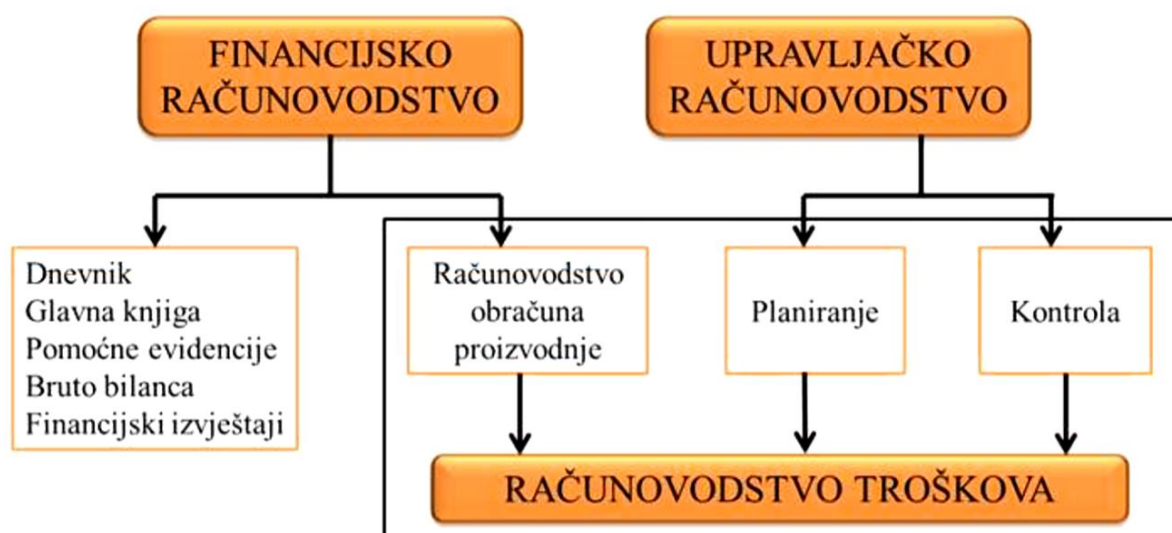 FINANCIJSKO
RAČUNOVODSTVO
UPRAVLJAČKO
RAČUNOVODSTVO
Dnevnik
Glavna knjiga
Pomoćne evidencije
Bruto bilanca
Financijski izvještaji
Računovodstvo
obračuna
proizvodnje
Planiranje
Kontrola
RAČUNOVODSTVO TROŠKOVA